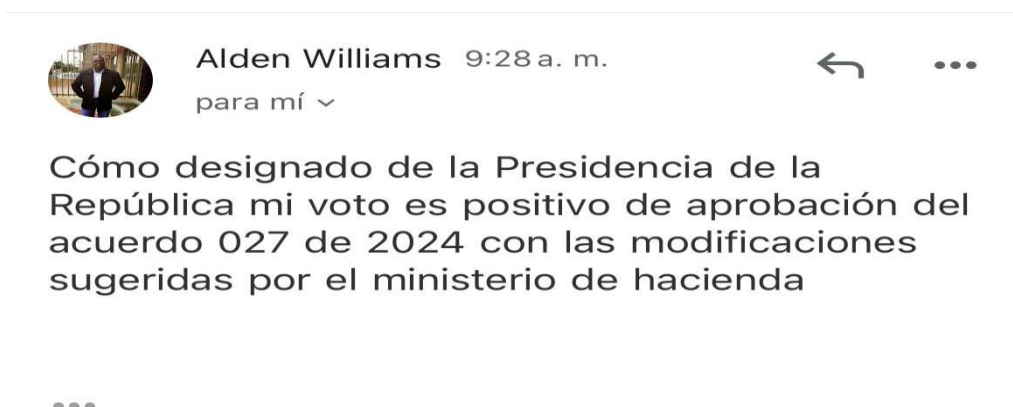 Alden Williams 9:28 a. m.
para mí
Cómo designado de la Presidencia de la
República mi voto es positivo de aprobación del
acuerdo 027 de 2024 con las modificaciones
sugeridas por el ministerio de hacienda